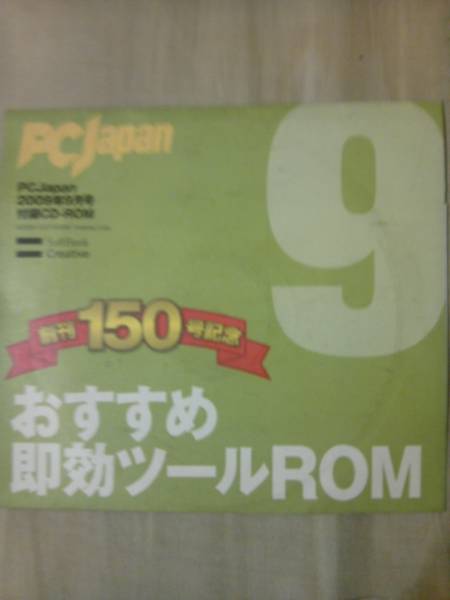 PCJapan
9
PCJapan
2009年9月号
付録CD-ROM
SoftBank
Creative
創刊150号記念
おすすめ
即効ツールROM